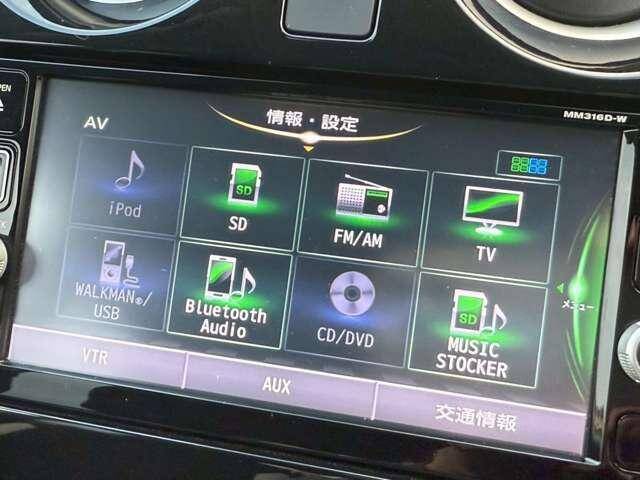 OPEN
MM316D-W
情報・設定
AV
iPod
SD
SD
FM/AM
TV
WALKMAN®/
USB
Bluetooth
Audio
CD/DVD
SD
MUSIC
STOCKER
メニュー
VTR
AUX
交通情報